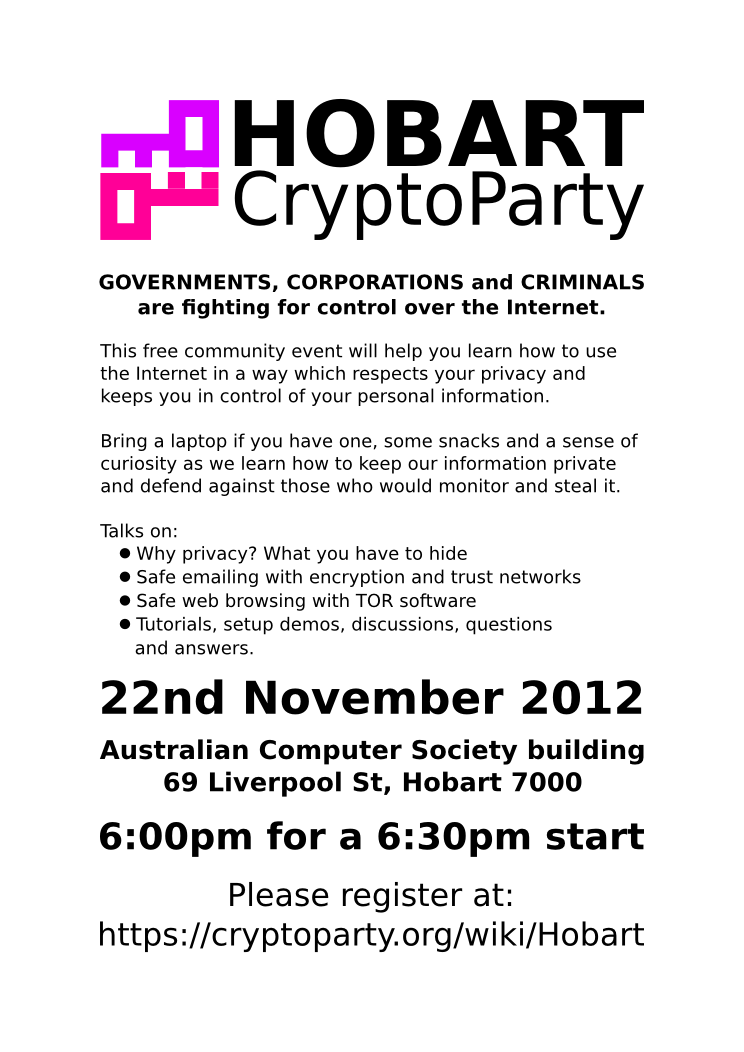 HOBART
CryptoParty
GOVERNMENTS, CORPORATIONS and CRIMINALS
are fighting for control over the Internet.
This free community event will help you learn how to use
the Internet in a way which respects your privacy and
keeps you in control of your personal information.
Bring a laptop if you have one, some snacks and a sense of
curiosity as we learn how to keep our information private
and defend against those who would monitor and steal it.
Talks on:
● Why privacy? What you have to hide
● Safe emailing with encryption and trust networks
● Safe web browsing with TOR software
● Tutorials, setup demos, discussions, questions
and answers.
22nd November 2012
Australian Computer Society building
69 Liverpool St, Hobart 7000
6:00pm for a 6:30pm start
Please register at:
https://cryptoparty.org/wiki/Hobart